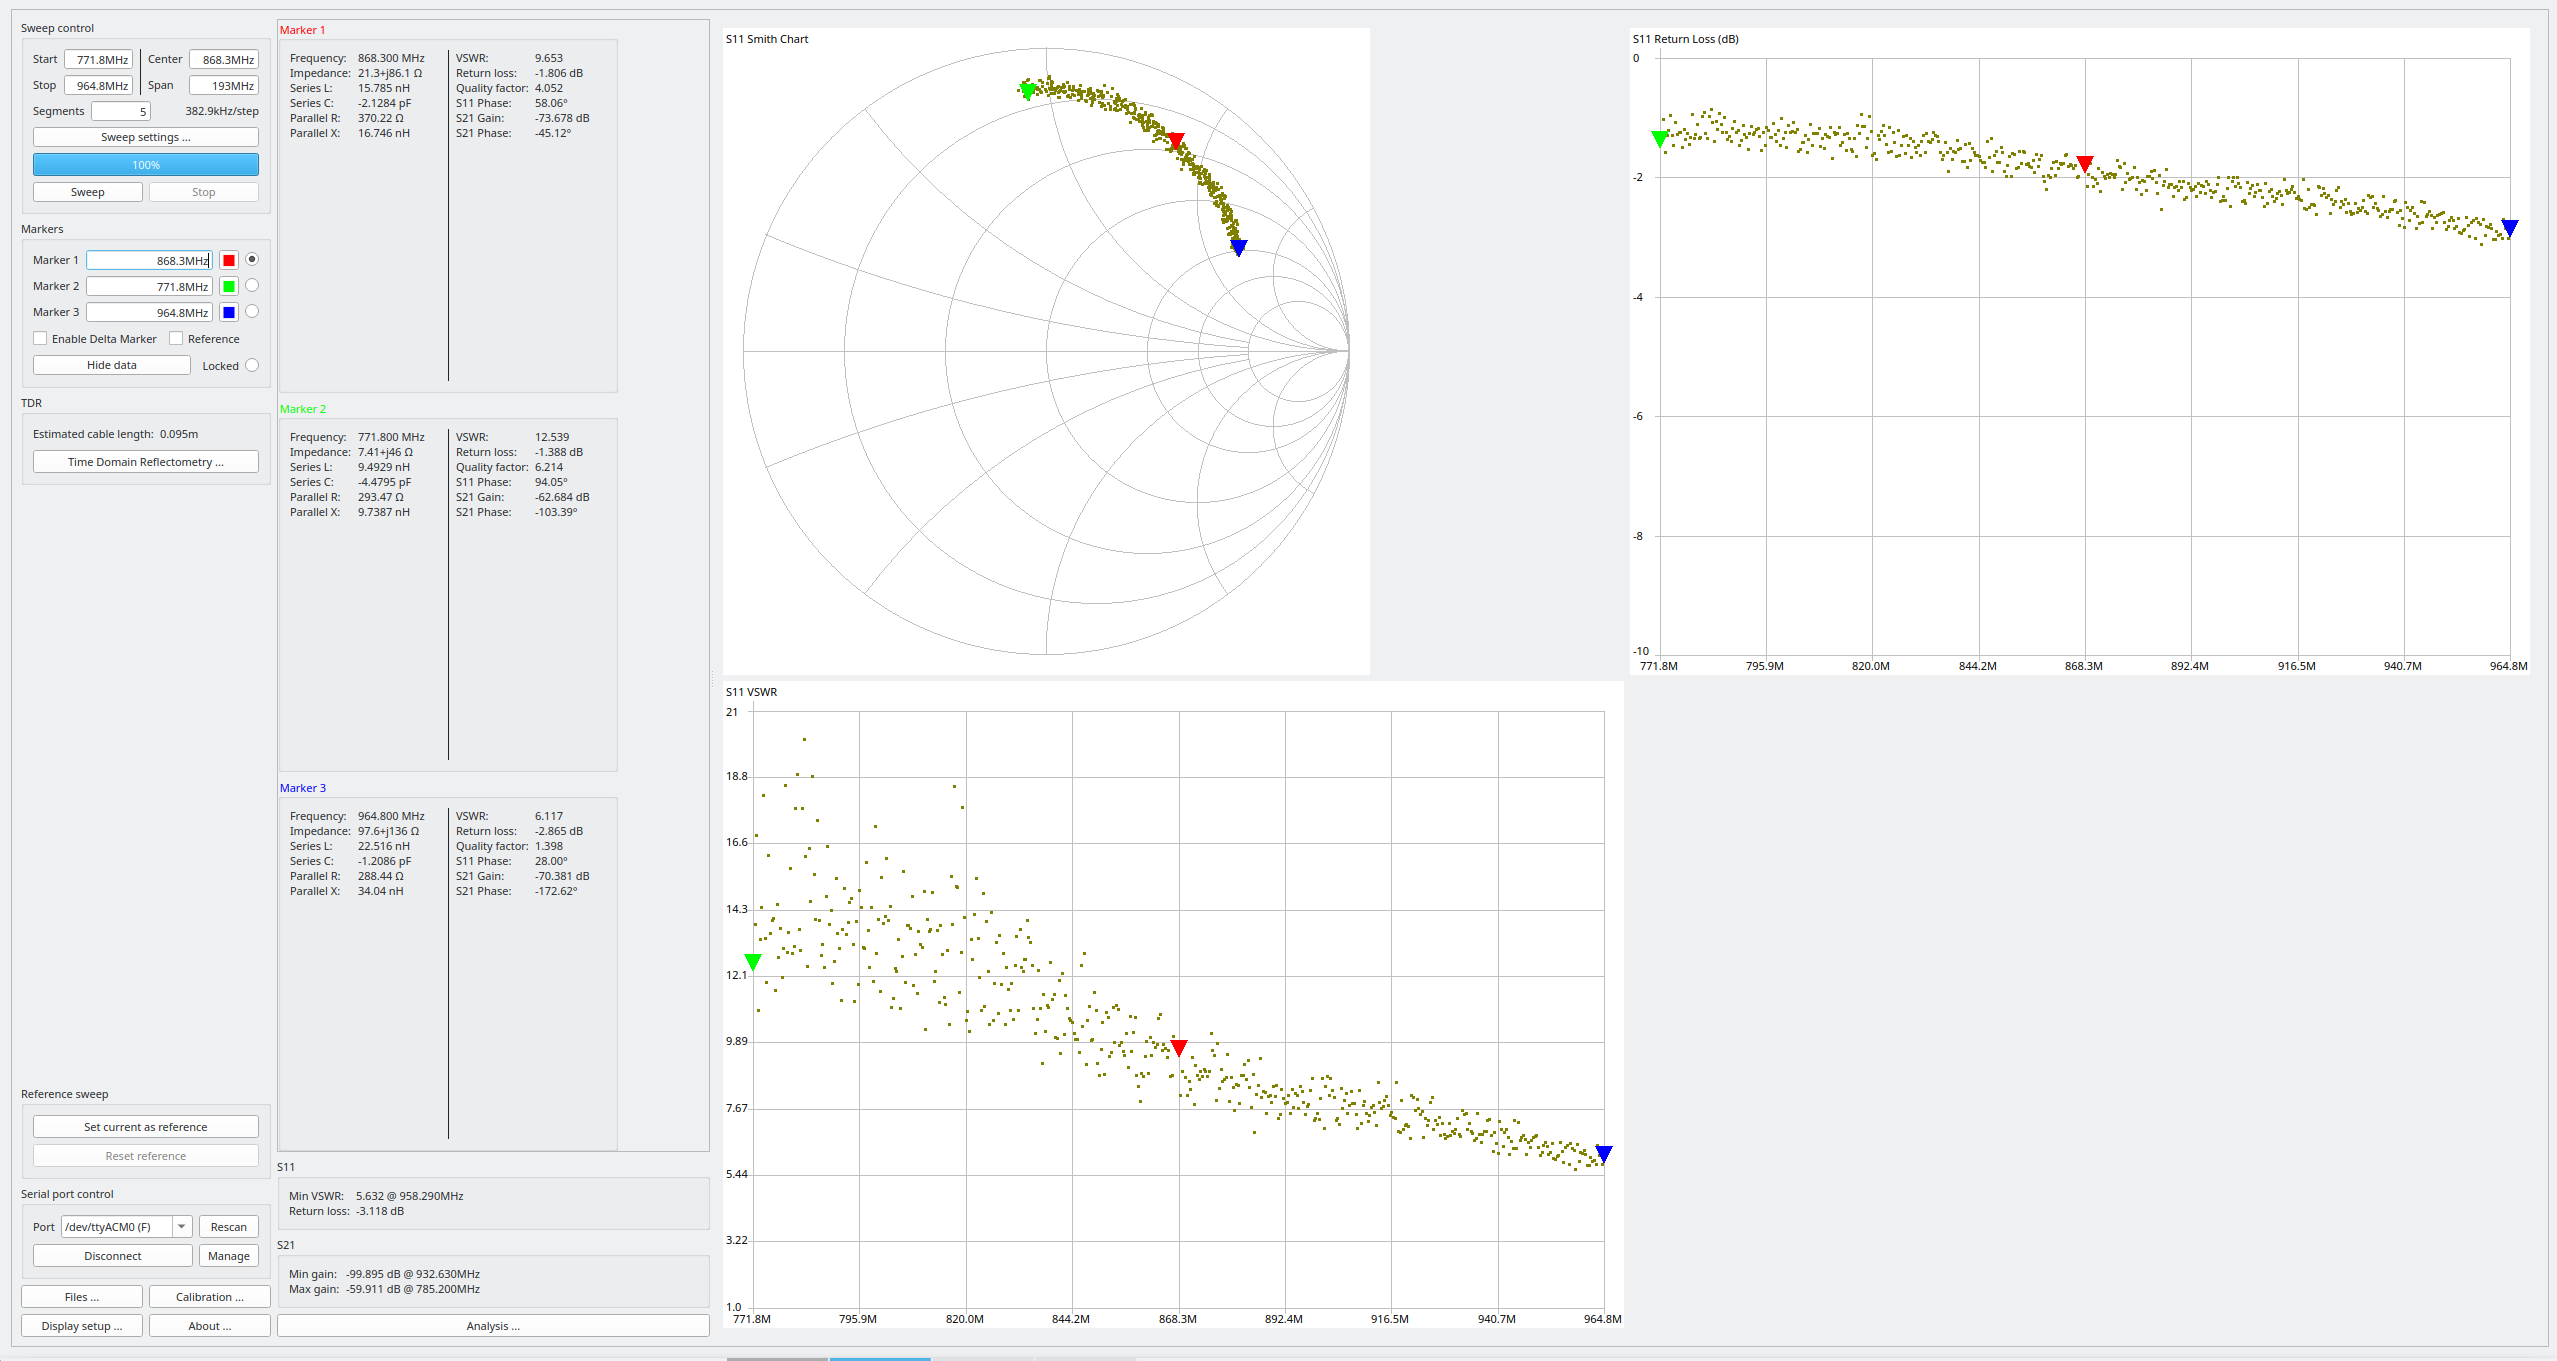 Sweep control
Start 771.8MHz Center 868.3MHz
Stop 964.8MHz Span 193MHz
Segments 5 382.9kHz/step
Sweep settings ...
100%
Sweep Stop
Markers
Marker 1 868.3MHz
Marker 2 771.8MHz
Marker 3 964.8MHz
Enable Delta Marker Reference
Hide data Locked
TDR
Estimated cable length: 0.095m
Time Domain Reflectometry ...
Reference sweep
Set current as reference
Reset reference
Serial port control
Port /dev/ttyACM0 (F) Rescan
Disconnect Manage
Files ... Calibration ...
Display setup ... About ...
Marker 1
Frequency: 868.300 MHz VSWR: 9.653
Impedance: 21.3+j86.1 Ω Return loss: -1.806 dB
Series L: 15.785 nH Quality factor: 4.052
Series C: -2.1284 pF S11 Phase: 58.06°
Parallel R: 370.22 Ω S21 Gain: -73.678 dB
Parallel X: 16.746 nH S21 Phase: -45.12°
Marker 2
Frequency: 771.800 MHz VSWR: 12.539
Impedance: 7.41+j46 Ω Return loss: -1.388 dB
Series L: 9.4929 nH Quality factor: 6.214
Series C: -4.4795 pF S11 Phase: 94.05°
Parallel R: 293.47 Ω S21 Gain: -62.684 dB
Parallel X: 9.7387 nH S21 Phase: -103.39°
Marker 3
Frequency: 964.800 MHz VSWR: 6.117
Impedance: 97.6+j136 Ω Return loss: -2.865 dB
Series L: 22.516 nH Quality factor: 1.398
Series C: -1.2086 pF S11 Phase: 28.00°
Parallel R: 288.44 Ω S21 Gain: -70.381 dB
Parallel X: 34.04 nH S21 Phase: -172.62°
S11
Min VSWR: 5.632 @ 958.290MHz
Return loss: -3.118 dB
S21
Min gain: -99.895 dB @ 932.630MHz
Max gain: -59.911 dB @ 785.200MHz
Analysis ...
S11 Smith Chart
S11 Return Loss (dB)
0
-2
-4
-6
-8
-10
771.8M 795.9M 820.0M 844.2M 868.3M 892.4M 916.5M 940.7M 964.8M
S11 VSWR
21
18.8
16.6
14.3
12.1
9.89
7.67
5.44
3.22
1.0
771.8M 795.9M 820.0M 844.2M 868.3M 892.4M 916.5M 940.7M 964.8M